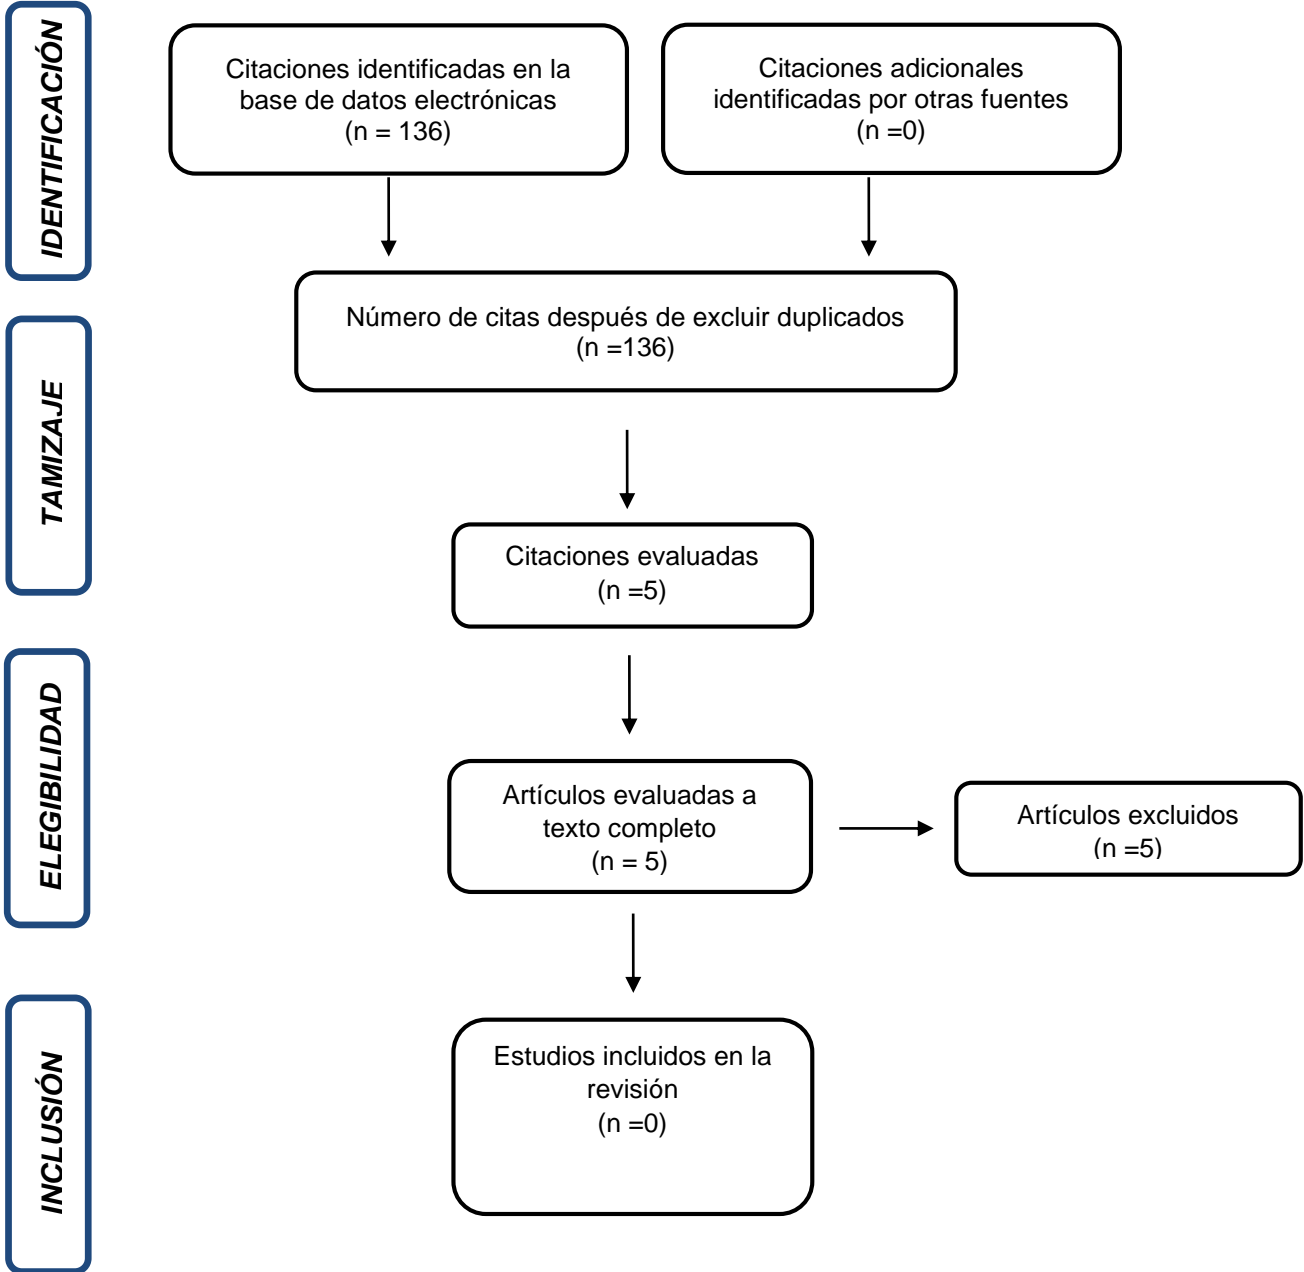 IDENTIFICACIÓN
Citaciones identificadas en la
base de datos electrónicas
(n = 136)
Citaciones adicionales
identificadas por otras fuentes
(n =0)
Número de citas después de excluir duplicados
(n =136)
TAMIZAJE
Citaciones evaluadas
(n =5)
ELEGIBILIDAD
Artículos evaluadas a
texto completo
(n = 5)
Artículos excluidos
(n =5)
INCLUSIÓN
Estudios incluidos en la
revisión
(n =0)